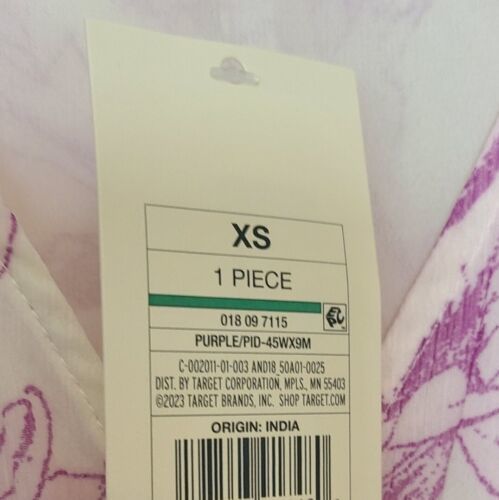 XS
1 PIECE
018 09 7115
PURPLE/PID-45WX9M
C-002011-01-003 AND18_50A01-0025
DIST. BY TARGET CORPORATION, MPLS., MN 55403
©2023 TARGET BRANDS, INC. SHOP TARGET.COM
ORIGIN: INDIA